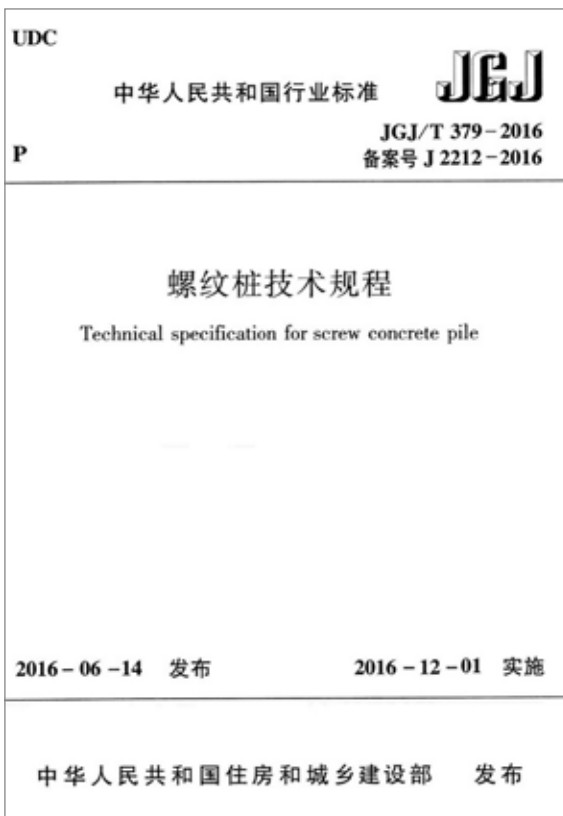 UDC
JGJ
中华人民共和国行业标准
JGJ/T 379-2016
P
备案号 J 2212-2016
螺纹桩技术规程
Technical specification for screw concrete pile
2016-06-14 发布 2016-12-01 实施
中华人民共和国住房和城乡建设部 发布